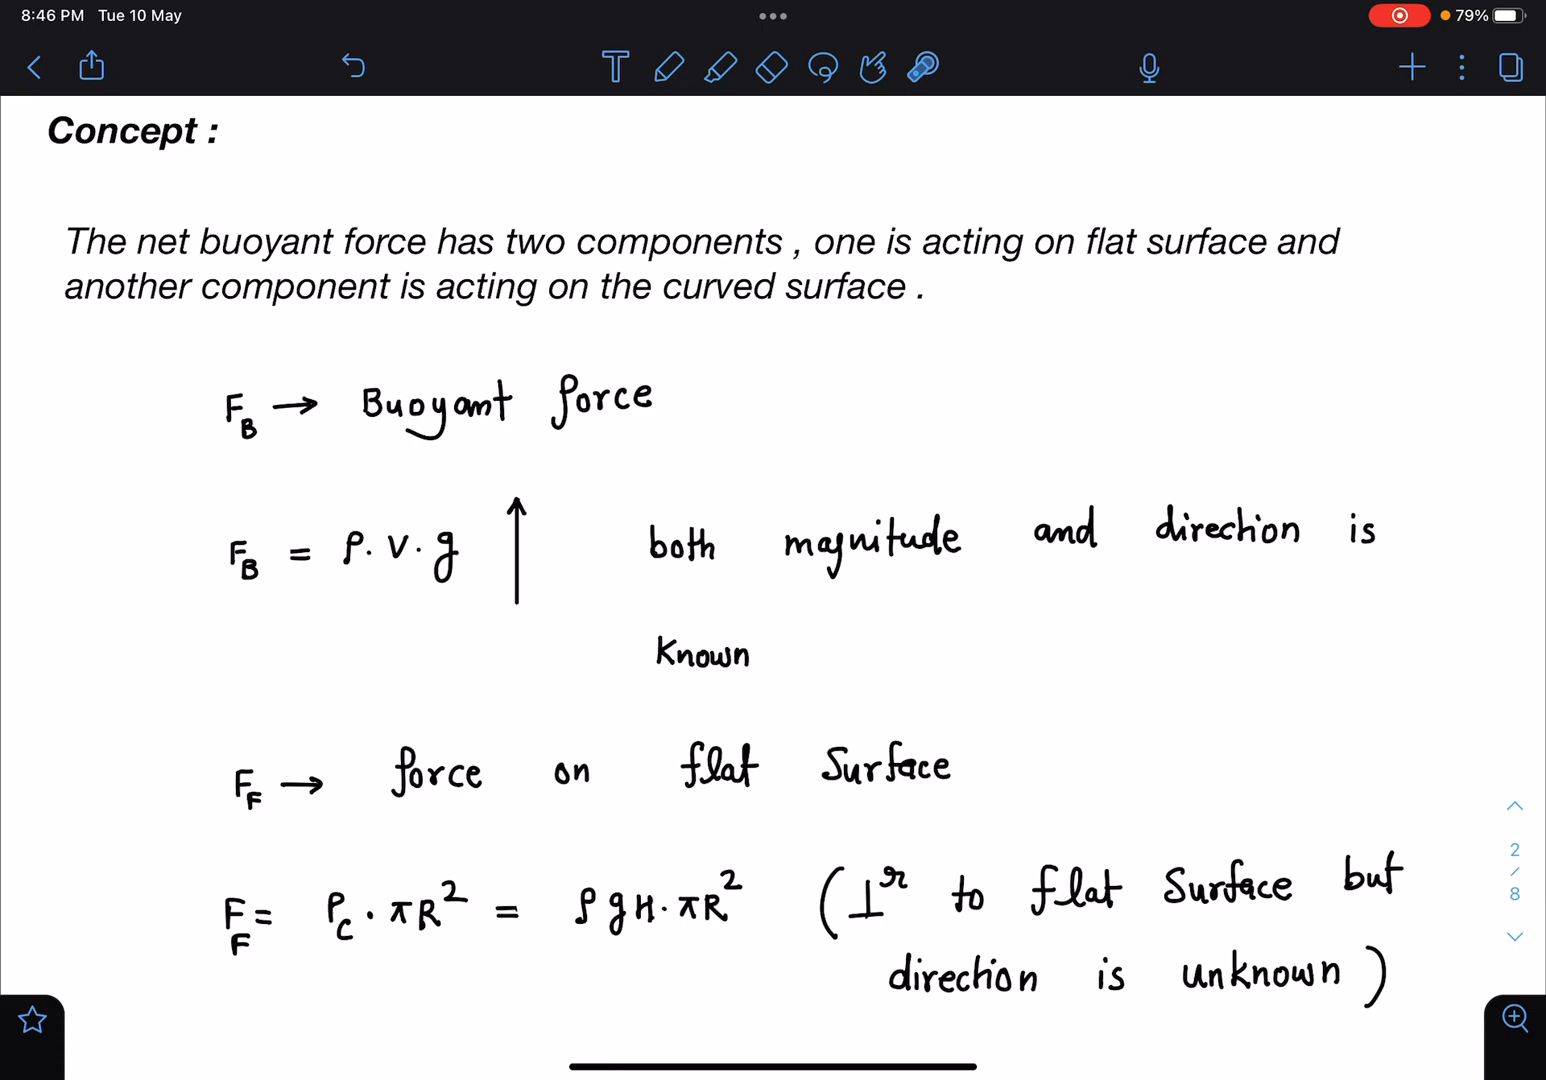 8:46 PM Tue 10 May
79%
Concept :
The net buoyant force has two components , one is acting on flat surface and
another component is acting on the curved surface .
F_B → Buoyant force
F_B = ρ.V.g ↑ both magnitude and direction is
Known
F_F → force on flat Surface
F_F = P_C . πR² = ρgH.πR² (⊥ʳ to flat Surface but
direction is unknown)
2
/
8